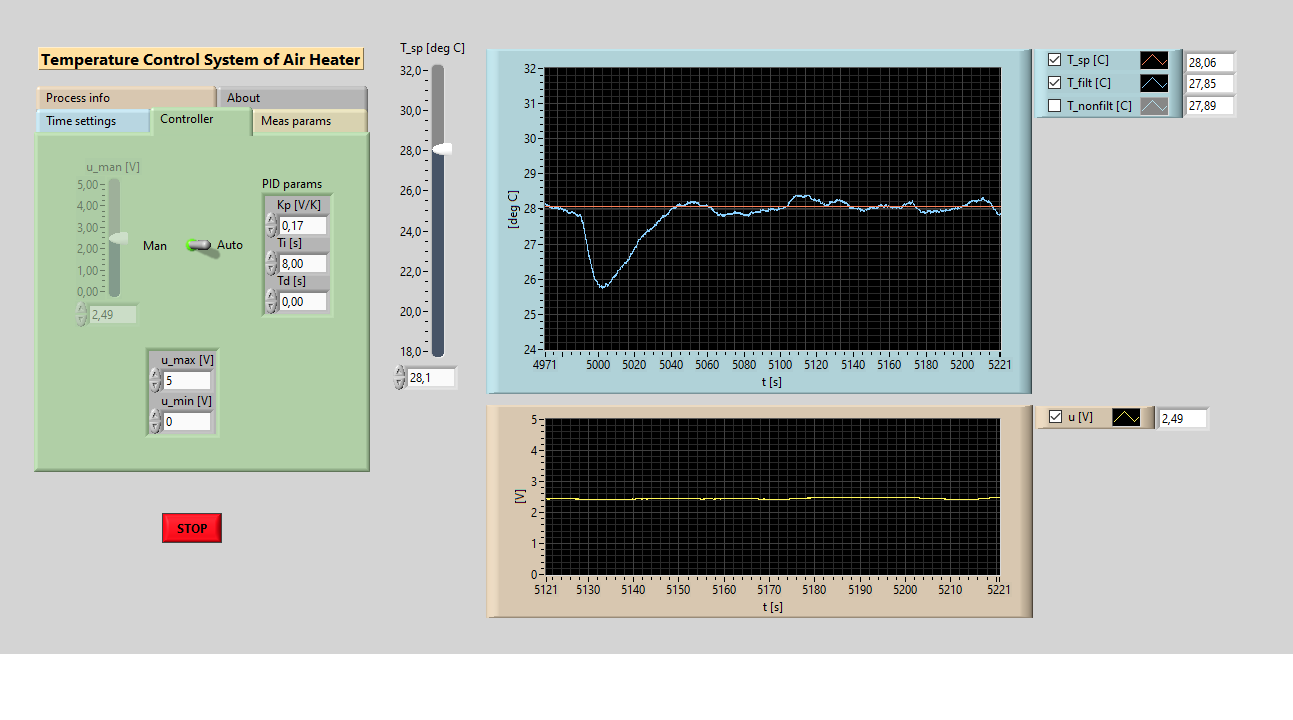 Temperature Control System of Air Heater
Process info
About
Time settings
Controller
Meas params
u_man [V]
5,00
4,00
3,00
2,00
1,00
0,00
2,49
Man
Auto
PID params
Kp [V/K]
0,17
Ti [s]
8,00
Td [s]
0,00
u_max [V]
5
u_min [V]
0
STOP
T_sp [deg C]
32,0
30,0
28,0
26,0
24,0
22,0
20,0
18,0
28,1
[deg C]
32
31
30
29
28
27
26
25
24
4971 5000 5020 5040 5060 5080 5100 5120 5140 5160 5180 5200 5221
t [s]
T_sp [C] 28,06
T_filt [C] 27,85
T_nonfilt [C] 27,89
[V]
5
4
3
2
1
0
5121 5130 5140 5150 5160 5170 5180 5190 5200 5210 5221
t [s]
u [V] 2,49